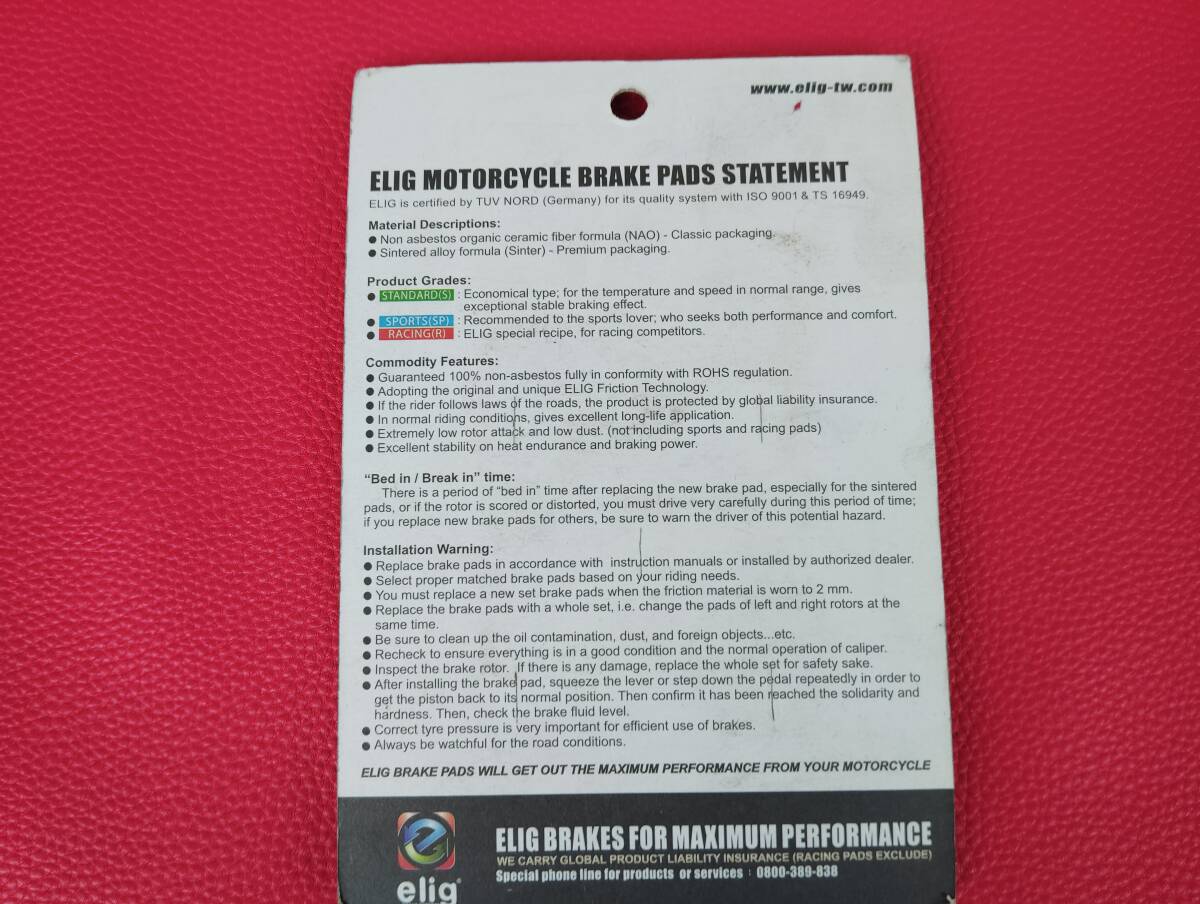 www.elig-tw.com
ELIG MOTORCYCLE BRAKE PADS STATEMENT
ELIG is certified by TUV NORD (Germany) for its quality system with ISO 9001 & TS 16949.
Material Descriptions:
● Non asbestos organic ceramic fiber formula (NAO) - Classic packaging.
● Sintered alloy formula (Sinter) - Premium packaging.
Product Grades:
● STANDARD(S) : Economical type; for the temperature and speed in normal range, gives
exceptional stable braking effect.
● SPORTS(SP) : Recommended to the sports lover; who seeks both performance and comfort.
● RACING(R) : ELIG special recipe, for racing competitors.
Commodity Features:
● Guaranteed 100% non-asbestos fully in conformity with ROHS regulation.
● Adopting the original and unique ELIG Friction Technology.
● If the rider follows laws of the roads, the product is protected by global liability insurance.
● In normal riding conditions, gives excellent long-life application.
● Extremely low rotor attack and low dust. (not including sports and racing pads)
● Excellent stability on heat endurance and braking power.
“Bed in / Break in” time:
There is a period of “bed in” time after replacing the new brake pad, especially for the sintered
pads, or if the rotor is scored or distorted, you must drive very carefully during this period of time;
if you replace new brake pads for others, be sure to warn the driver of this potential hazard.
Installation Warning:
● Replace brake pads in accordance with instruction manuals or installed by authorized dealer.
● Select proper matched brake pads based on your riding needs.
● You must replace a new set brake pads when the friction material is worn to 2 mm.
● Replace the brake pads with a whole set, i.e. change the pads of left and right rotors at the
same time.
● Be sure to clean up the oil contamination, dust, and foreign objects...etc.
● Recheck to ensure everything is in a good condition and the normal operation of caliper.
● Inspect the brake rotor. If there is any damage, replace the whole set for safety sake.
● After installing the brake pad, squeeze the lever or step down the pedal repeatedly in order to
get the piston back to its normal position. Then confirm it has been reached the solidarity and
hardness. Then, check the brake fluid level.
● Correct tyre pressure is very important for efficient use of brakes.
● Always be watchful for the road conditions.
ELIG BRAKE PADS WILL GET OUT THE MAXIMUM PERFORMANCE FROM YOUR MOTORCYCLE
ELIG BRAKES FOR MAXIMUM PERFORMANCE
WE CARRY GLOBAL PRODUCT LIABILITY INSURANCE (RACING PADS EXCLUDE)
Special phone line for products or services : 0800-389-838
elig